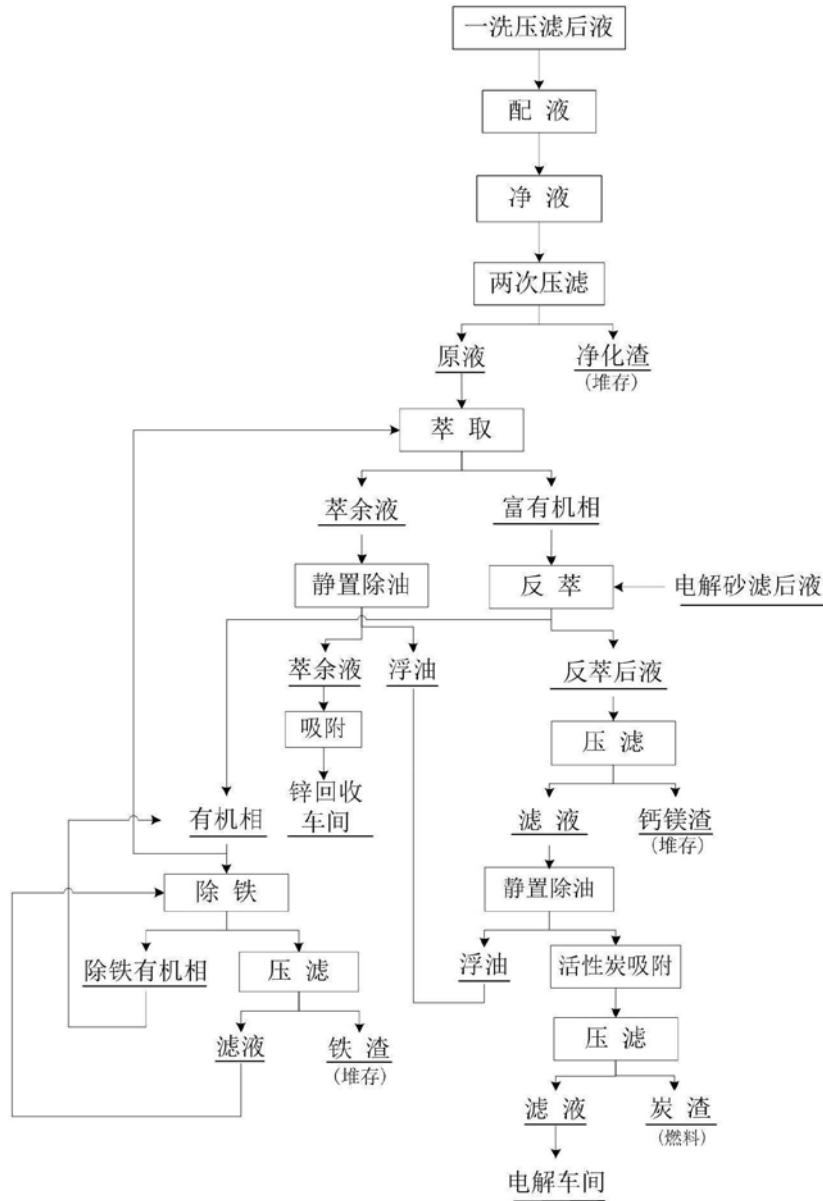 一洗压滤后液
配 液
净 液
两次压滤
原液
净化渣
(堆存)
萃 取
萃余液
富有机相
静置除油
反 萃
电解砂滤后液
萃余液
浮油
反萃后液
吸附
压 滤
锌回收
车间
有机相
滤 液
钙镁渣
(堆存)
除 铁
静置除油
除铁有机相
压 滤
浮油
活性炭吸附
滤液
铁 渣
(堆存)
压 滤
滤 液
炭 渣
(燃料)
电解车间